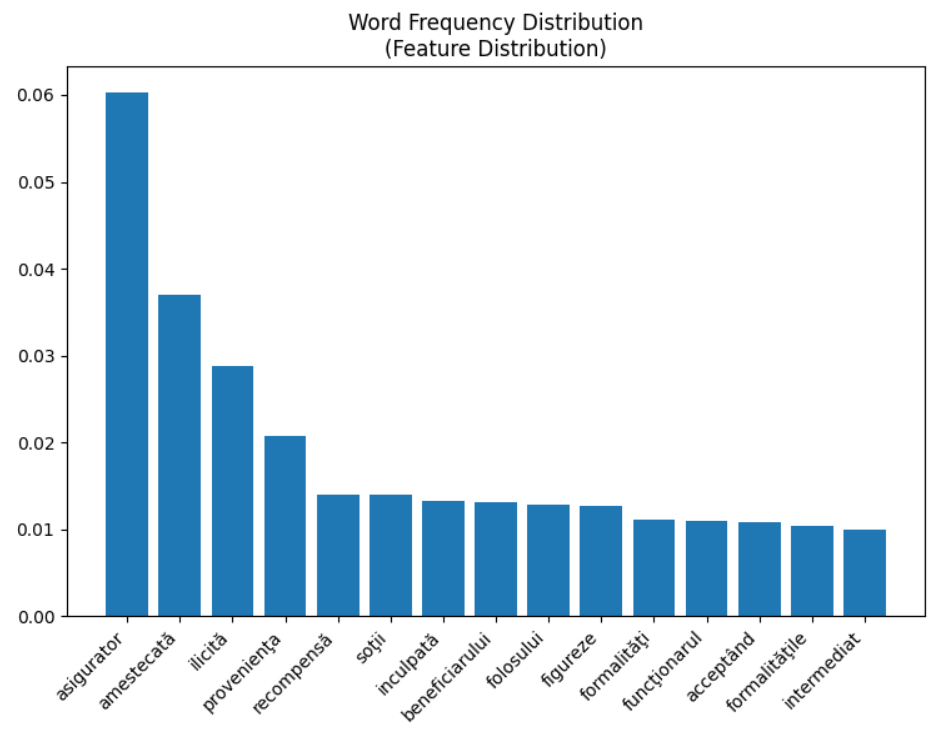 Word Frequency Distribution
(Feature Distribution)
0.06
0.05
0.04
0.03
0.02
0.01
0.00
asigurator
amestecată
ilicită
proveniţa
recompensă
soţii
inculpată
beneficiarului
folosului
figureze
formalităţi
funcţionarul
acceptând
formalităţile
intermediat